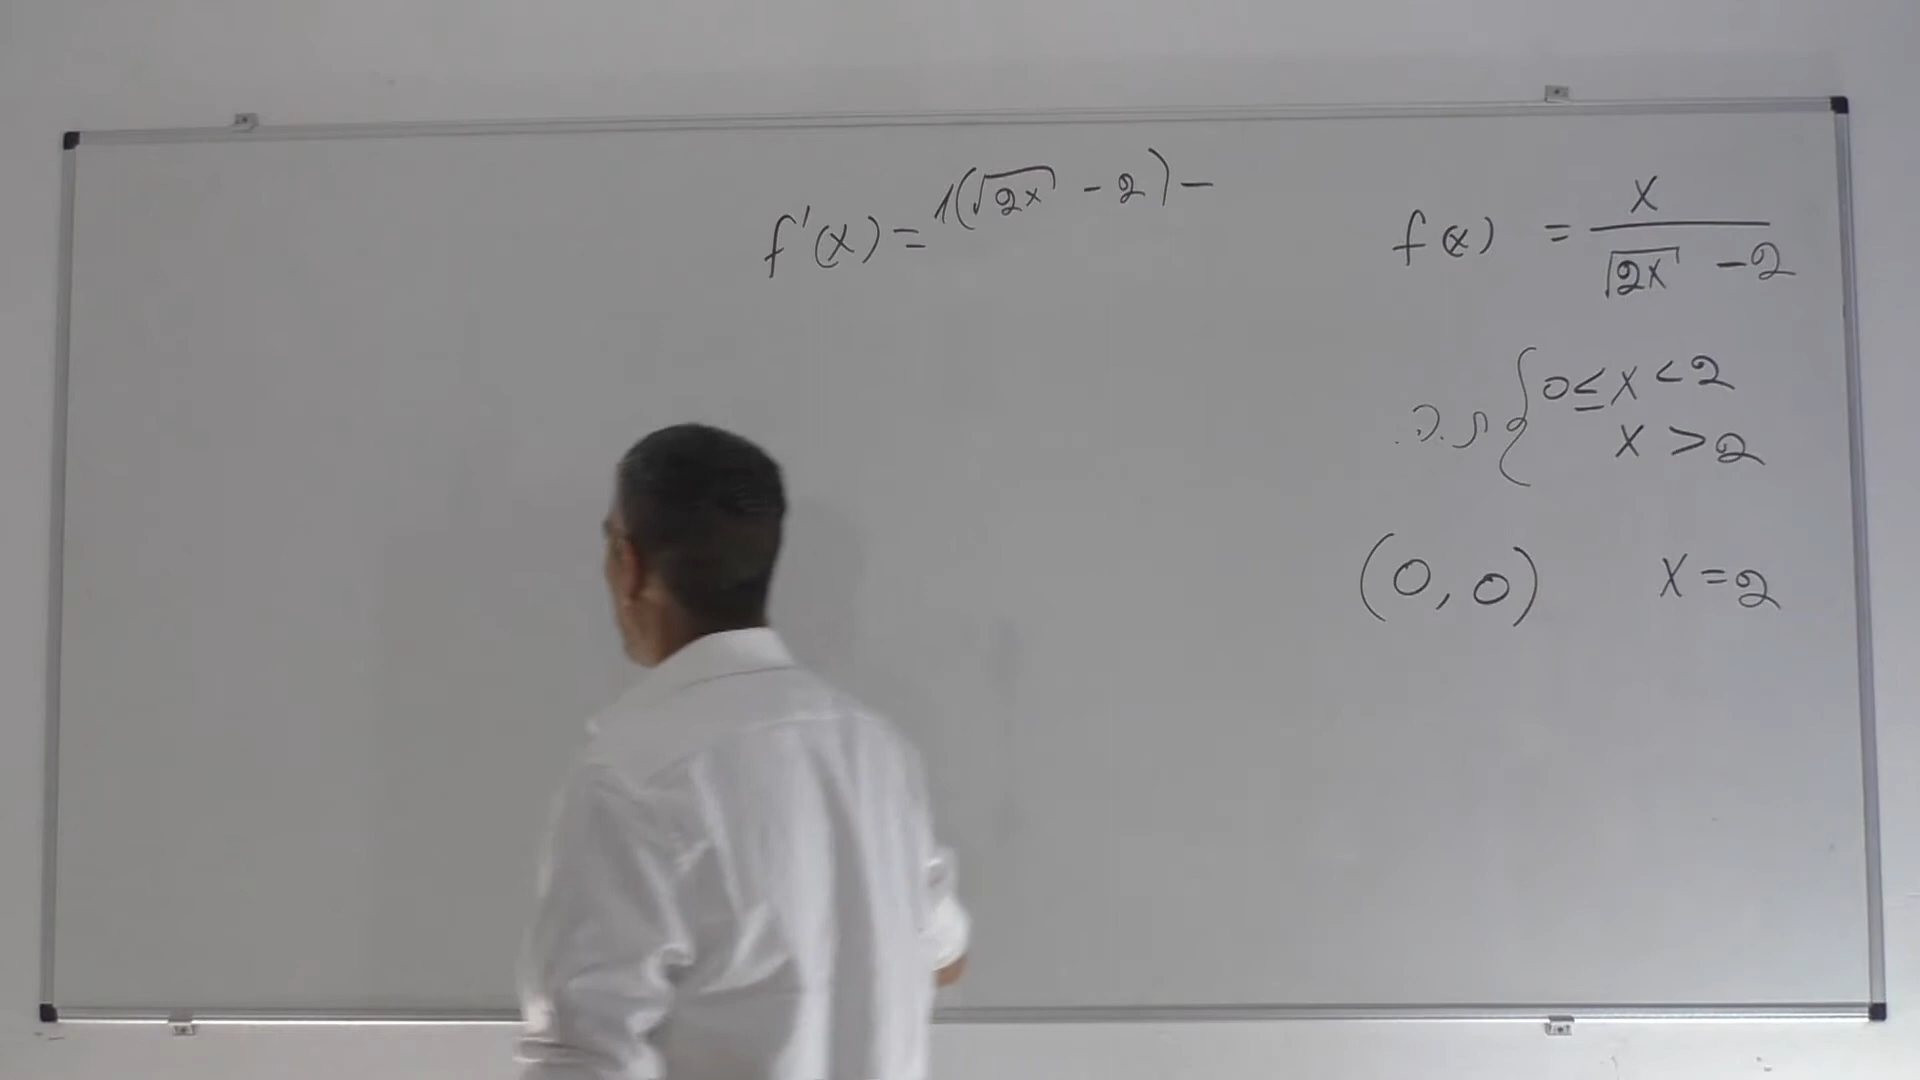 f(x) = x / (√2x - 2)
ת.ה. { 0 ≤ x < 2
x > 2
(0, 0) x = 2
f'(x) = 1(√2x - 2) -